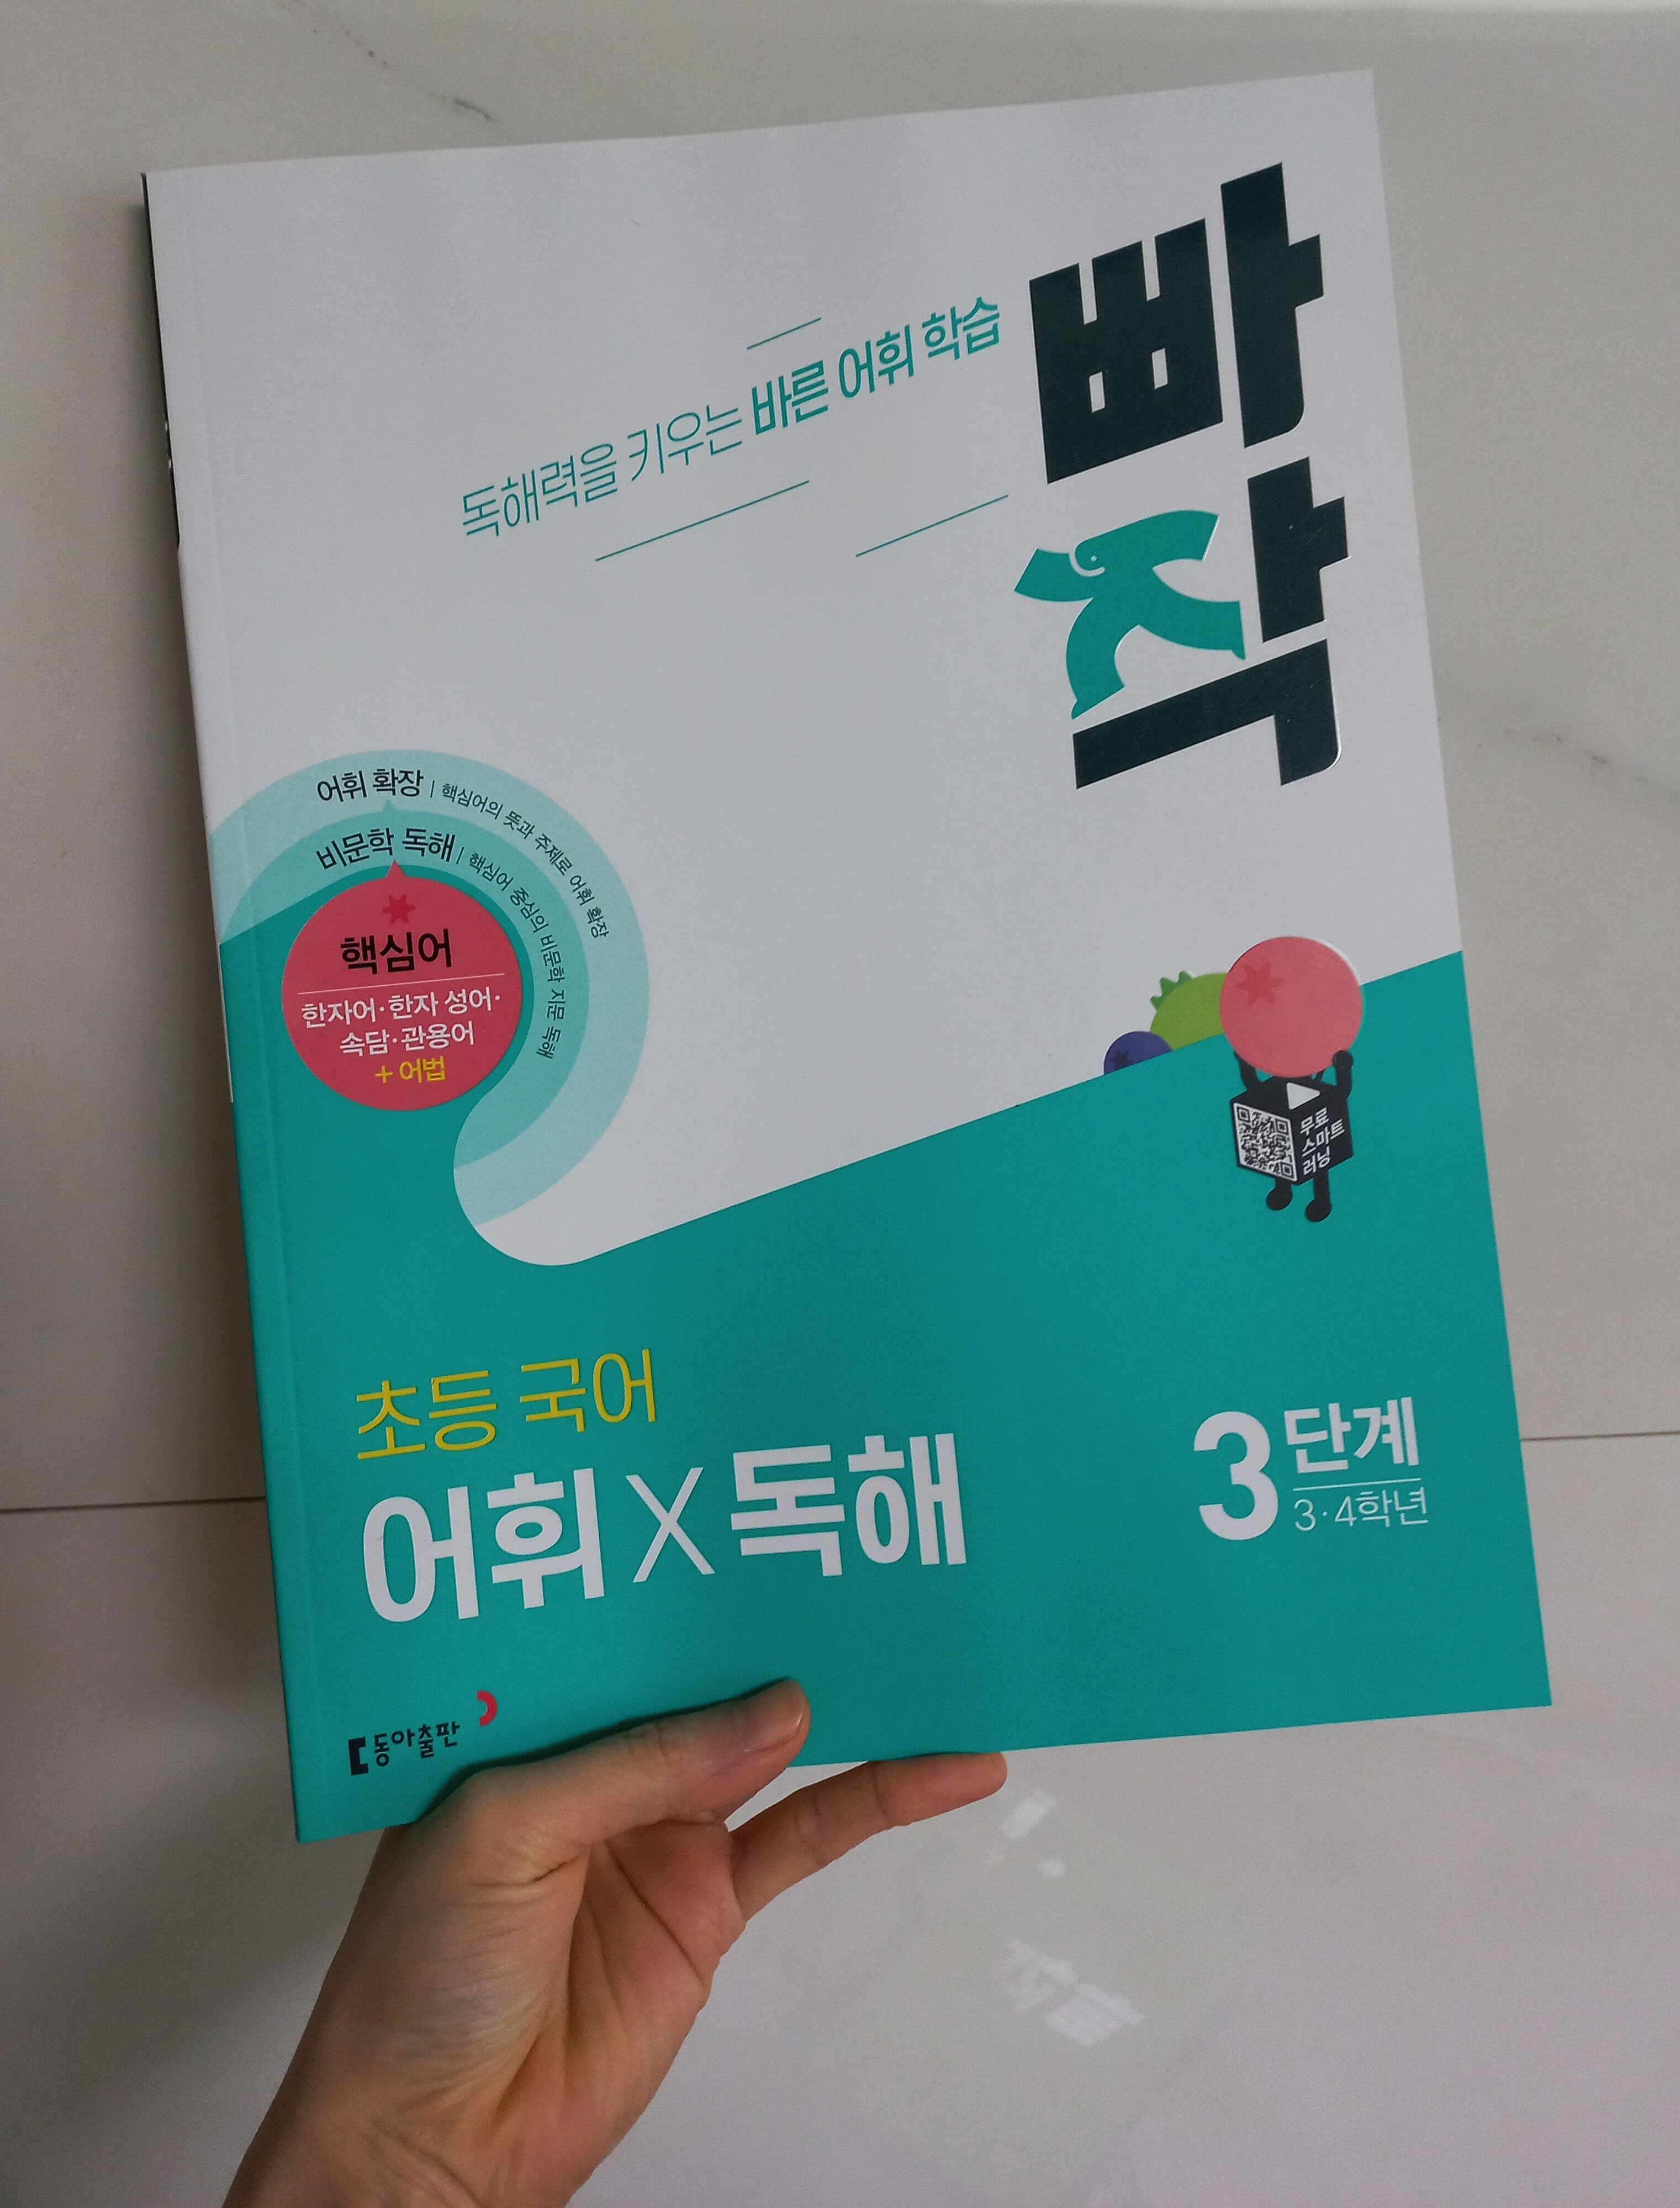 빠작
독해력을 키우는 바른 어휘 학습
어휘 확장 | 핵심어의 뜻과 주제로 어휘 확장
비문학 독해 | 핵심어 중심의 비문학 지문 독해
핵심어
한자어·한자 성어·
속담·관용어
+ 어법
무료
스마트
러닝
초등 국어
어휘 X 독해
3단계
3·4학년
동아출판